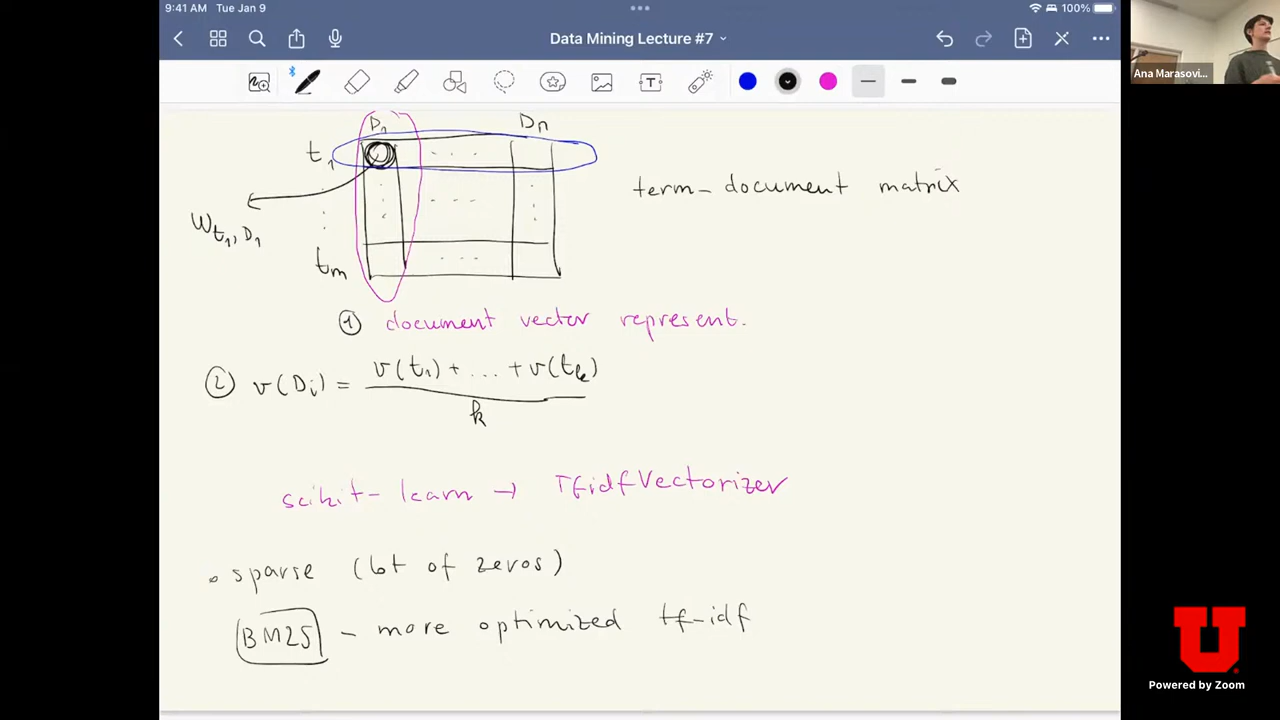 9:41 AM Tue Jan 9
100%
Data Mining Lecture #7
Ana Marasovi...
D1 Dn
t1
term-document matrix
Wt1,D1
tm
① document vector represent.
② v(Di) = v(t1) + ... + v(tk)
k
scikit-learn → TfidfVectorizer
• sparse (lot of zeros)
BM25 - more optimized tf-idf
U
Powered by Zoom